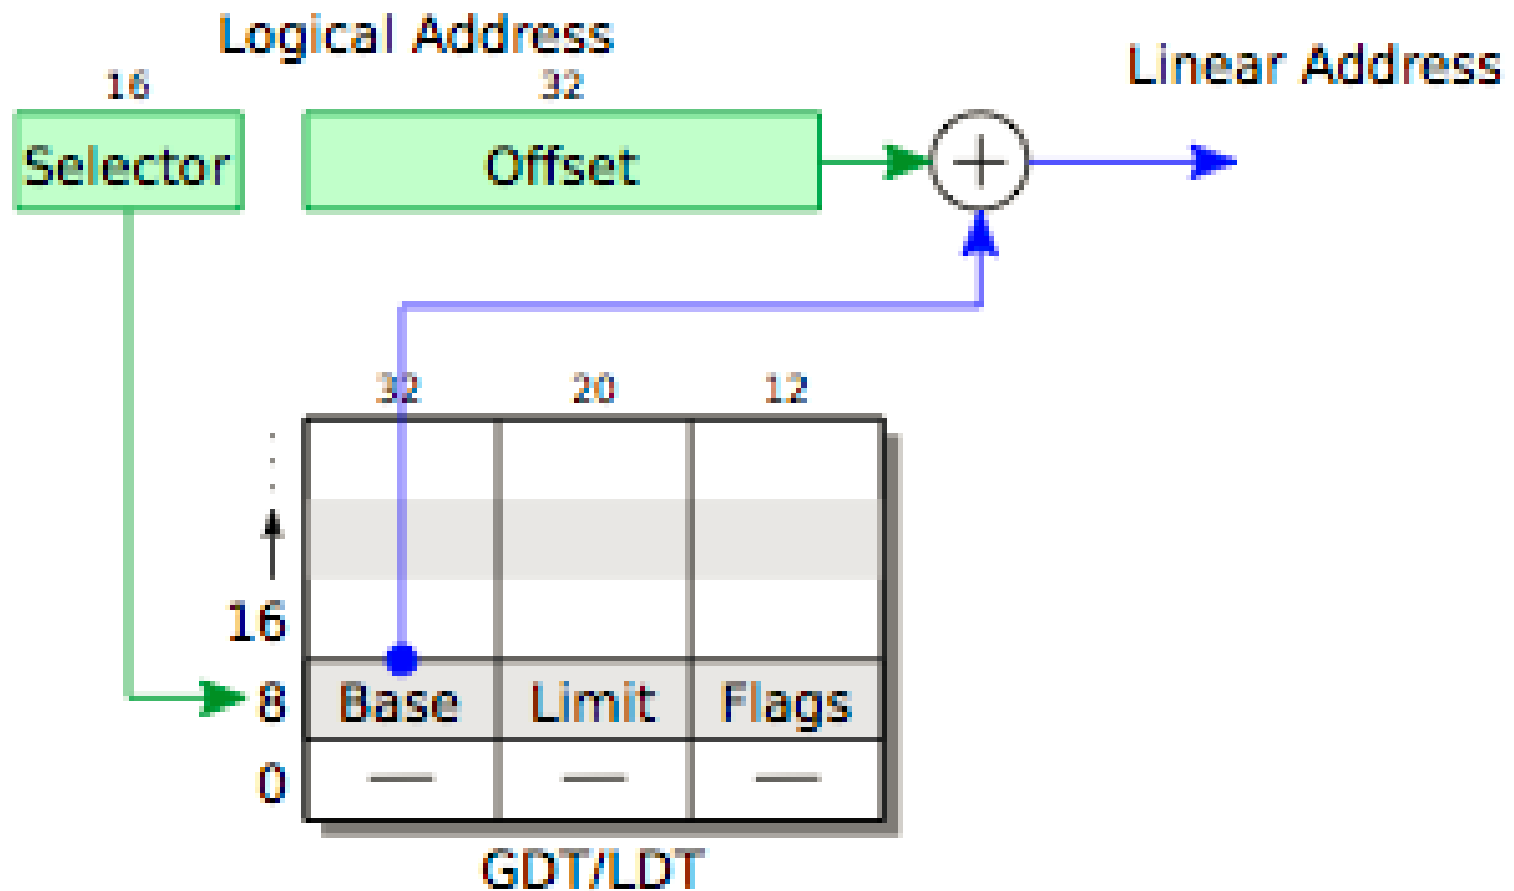 Logical Address
Linear Address
16
32
Selector
Offset
+
32
20
12
16
8
Base
Limit
Flags
0
— — —
GDT/LDT